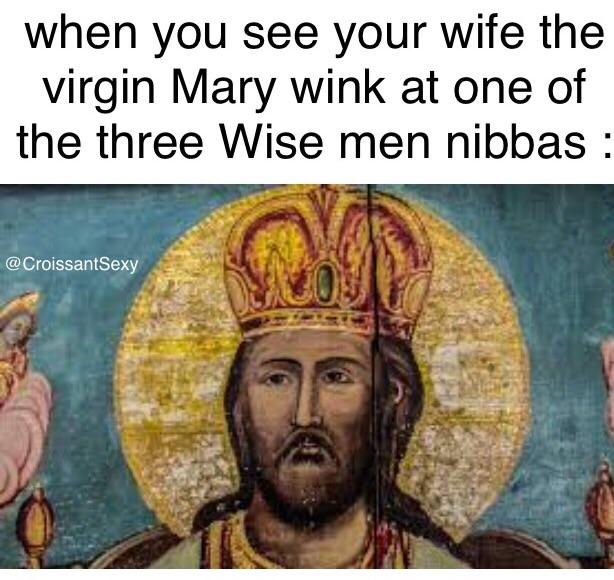 when you see your wife the
virgin Mary wink at one of
the three Wise men nibbas :
@CroissantSexy